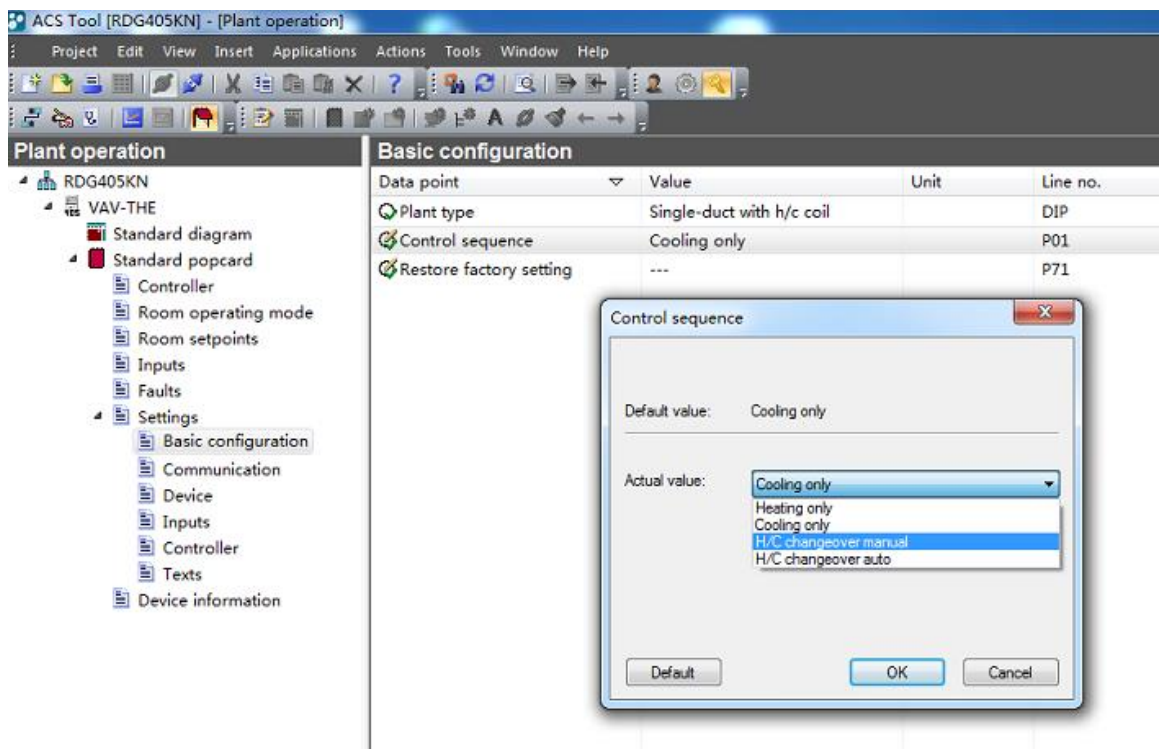 ACS Tool [RDG405KN] - [Plant operation]
Project Edit View Insert Applications Actions Tools Window Help
Plant operation
RDG405KN
VAV-THE
Standard diagram
Standard popcard
Controller
Room operating mode
Room setpoints
Inputs
Faults
Settings
Basic configuration
Communication
Device
Inputs
Controller
Texts
Device information
Basic configuration
Data point Value Unit Line no.
Plant type Single-duct with h/c coil DIP
Control sequence Cooling only P01
Restore factory setting --- P71
Control sequence
Default value: Cooling only
Actual value: Cooling only
Heating only
Cooling only
H/C changeover manual
H/C changeover auto
Default OK Cancel